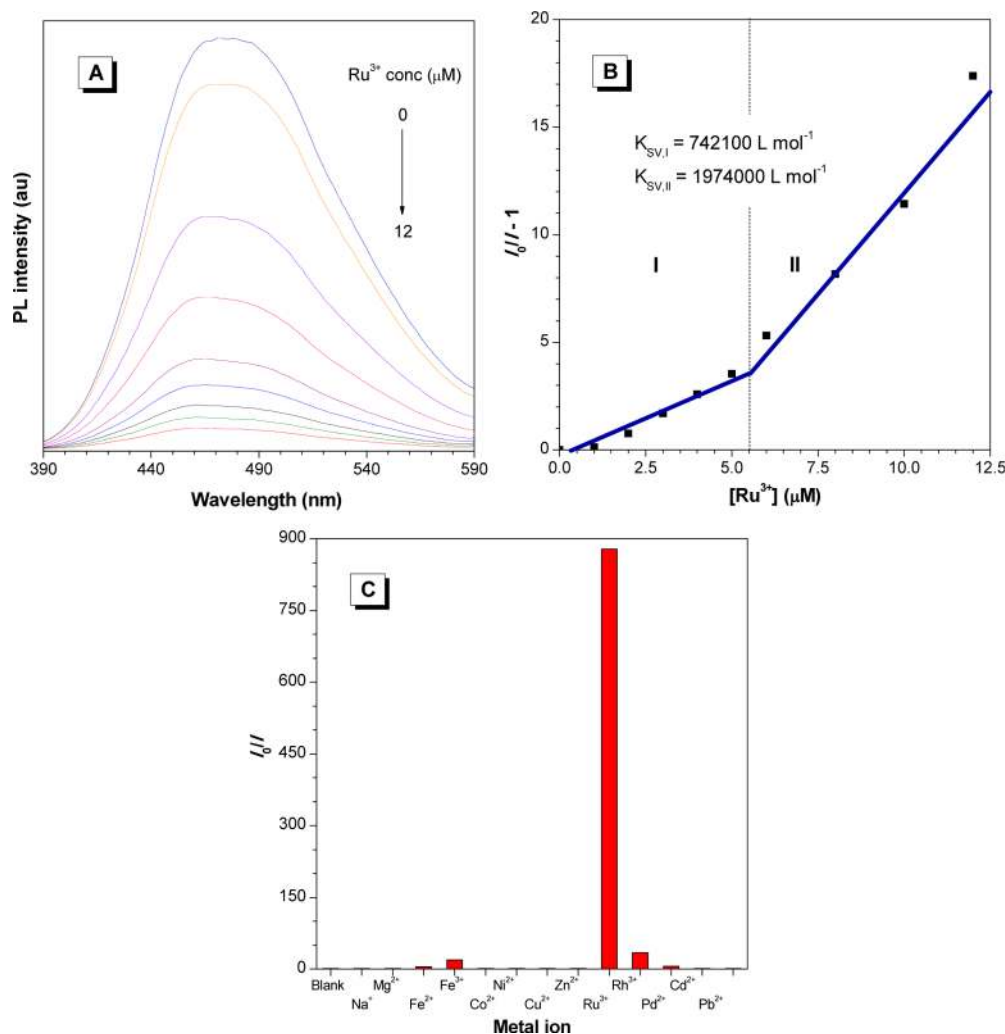 A
Ru³⁺ conc (μM)
0
12
PL intensity (au)
390 440 490 540 590
Wavelength (nm)
B
20
15
10
5
0
I₀/I - 1
K_SV,I = 742100 L mol⁻¹
K_SV,II = 1974000 L mol⁻¹
I II
0.0 2.5 5.0 7.5 10.0 12.5
[Ru³⁺] (μM)
C
900
750
600
450
300
150
0
I₀/I
Blank Mg²⁺ Fe³⁺ Ni²⁺ Zn²⁺ Rh³⁺ Cd²⁺
Na⁺ Fe²⁺ Co²⁺ Cu²⁺ Ru³⁺ Pd²⁺ Pb²⁺
Metal ion